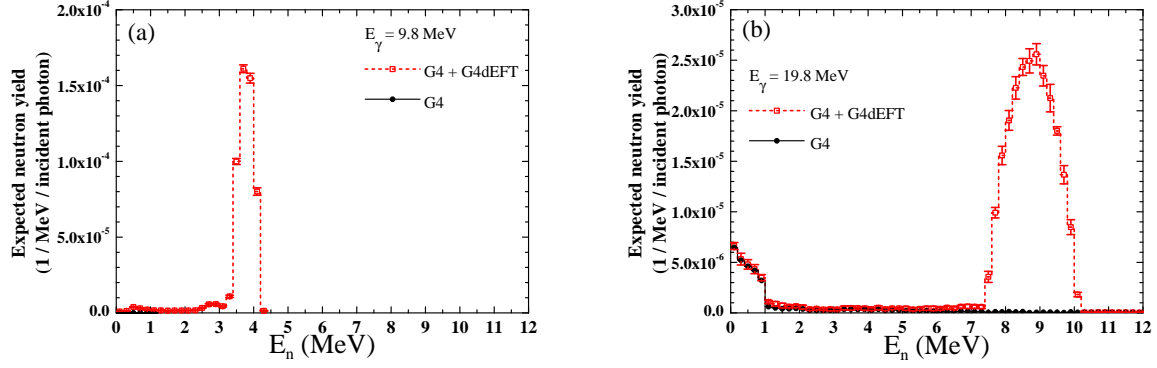 (a)
E_γ = 9.8 MeV
G4 + G4dEFT
G4
Expected neutron yield
(1 / MeV / incident photon)
2.0x10^-4
1.5x10^-4
1.0x10^-4
5.0x10^-5
0.0
0 1 2 3 4 5 6 7 8 9 10 11 12
E_n (MeV)
(b)
E_γ = 19.8 MeV
G4 + G4dEFT
G4
Expected neutron yield
(1 / MeV / incident photon)
3.0x10^-5
2.5x10^-5
2.0x10^-5
1.5x10^-5
1.0x10^-5
5.0x10^-6
0.0
0 1 2 3 4 5 6 7 8 9 10 11 12
E_n (MeV)